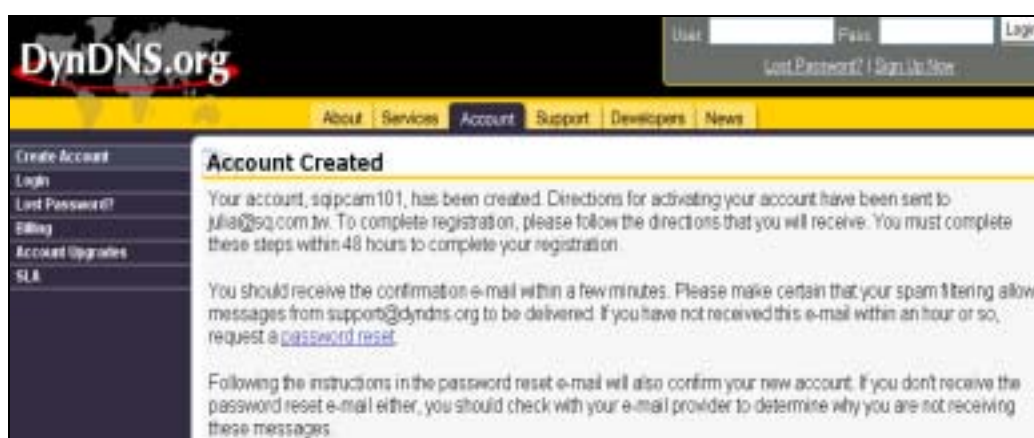 DynDNS.org
User: Pass: Login
Lost Password? | Sign Up Now
About Services Account Support Developers News
Create Account
Login
Lost Password?
Billing
Account Upgrades
SLA
Account Created
Your account, sqipcam101, has been created. Directions for activating your account have been sent to
julia@sq.com.tw. To complete registration, please follow the directions that you will receive. You must complete
these steps within 48 hours to complete your registration.
You should receive the confirmation e-mail within a few minutes. Please make certain that your spam filtering allow
messages from support@dyndns.org to be delivered. If you have not received this e-mail within an hour or so,
request a password reset.
Following the instructions in the password reset e-mail will also confirm your new account. If you don't receive the
password reset e-mail either, you should check with your e-mail provider to determine why you are not receiving
these messages.